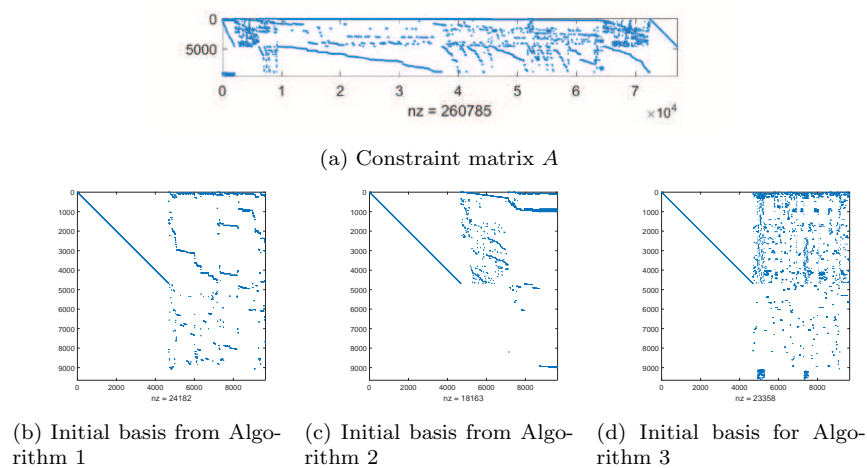 0
5000
0 1 2 3 4 5 6 7
nz = 260785 ×10⁴
(a) Constraint matrix A
0
1000
2000
3000
4000
5000
6000
7000
8000
9000
0 2000 4000 6000 8000
nz = 24182
0
1000
2000
3000
4000
5000
6000
7000
8000
9000
0 2000 4000 6000 8000
nz = 18163
0
1000
2000
3000
4000
5000
6000
7000
8000
9000
0 2000 4000 6000 8000
nz = 23358
(b) Initial basis from Algo-
rithm 1
(c) Initial basis from Algo-
rithm 2
(d) Initial basis for Algo-
rithm 3